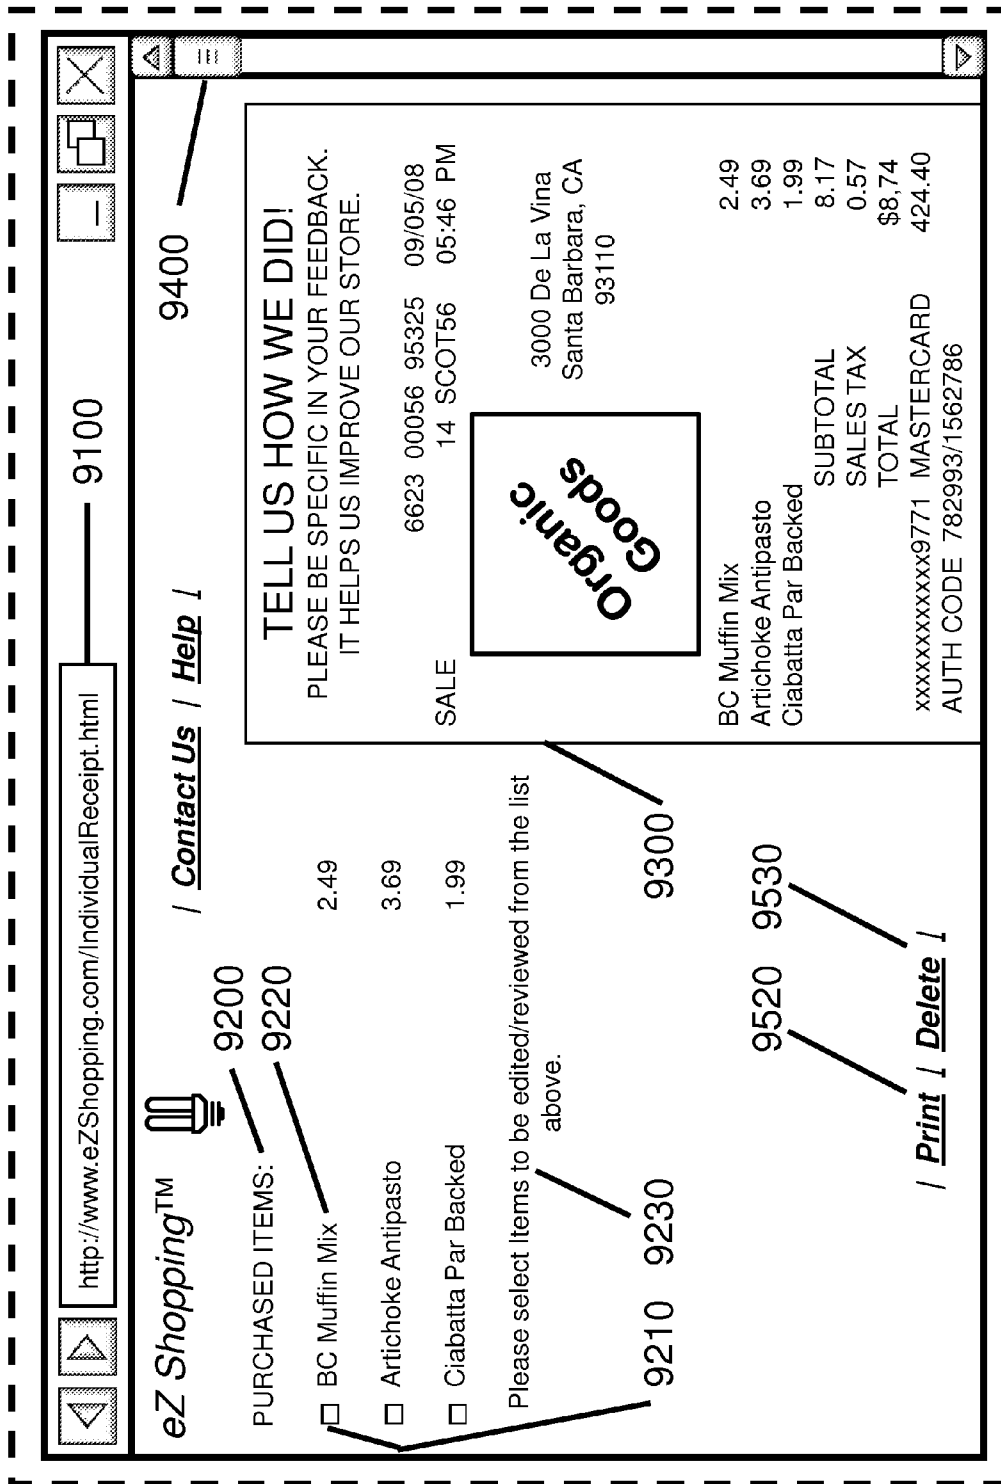 http://www.eZShopping.com/IndividualReceipt.html
9100
eZ Shopping™
| Contact Us | Help |
9400
PURCHASED ITEMS:
9200
9220
BC Muffin Mix 2.49
Artichoke Antipasto 3.69
Ciabatta Par Backed 1.99
Please select Items to be edited/reviewed from the list
above.
9210
9230
9300
9520
9530
| Print | Delete |
TELL US HOW WE DID!
PLEASE BE SPECIFIC IN YOUR FEEDBACK.
IT HELPS US IMPROVE OUR STORE.
6623 00056 95325 09/05/08
SALE 14 SCOT56 05:46 PM
Organic
Goods
3000 De La Vina
Santa Barbara, CA
93110
BC Muffin Mix 2.49
Artichoke Antipasto 3.69
Ciabatta Par Backed 1.99
SUBTOTAL 8.17
SALES TAX 0.57
TOTAL $8,74
xxxxxxxxxxxx9771 MASTERCARD 424.40
AUTH CODE 782993/1562786